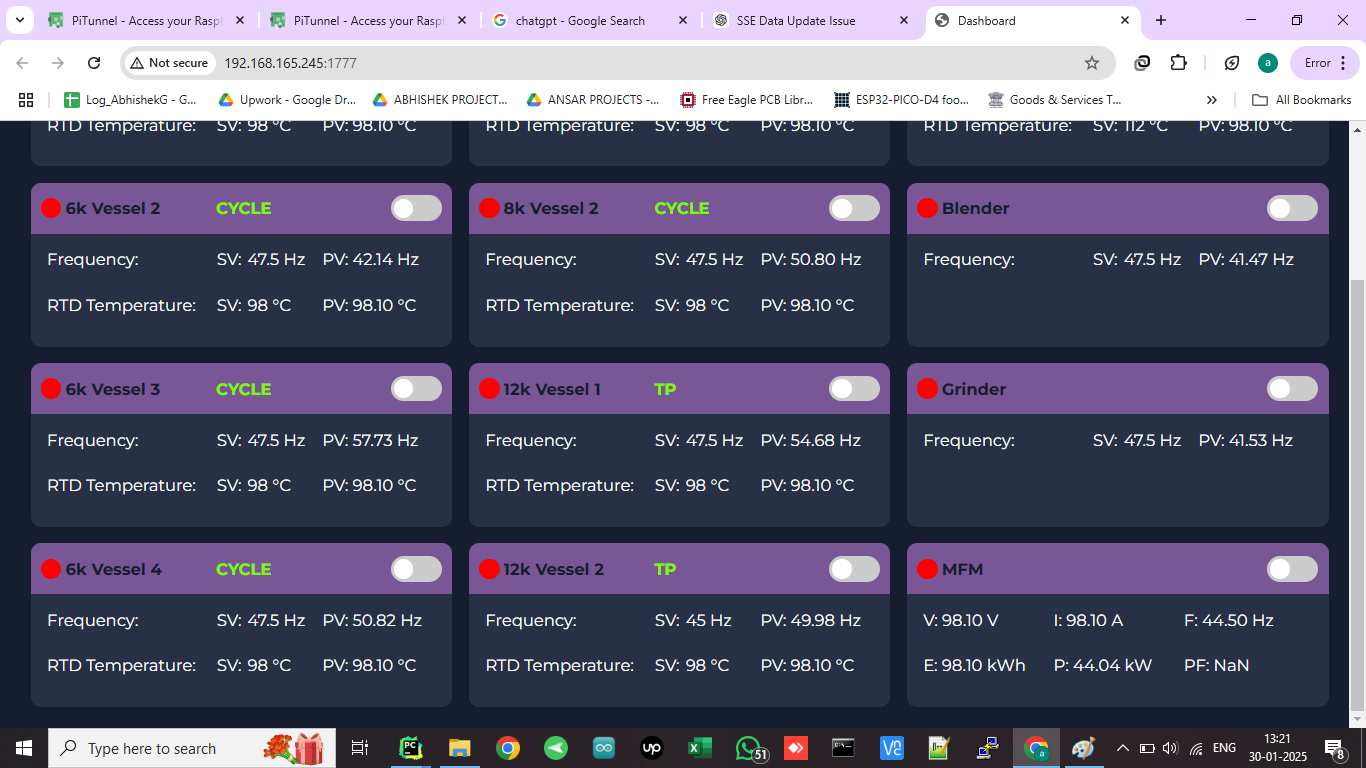 PiTunnel - Access your Raspl
PiTunnel - Access your Raspl
chatgpt - Google Search
SSE Data Update Issue
Dashboard
Not secure
192.168.165.245:1777
a
Error
Log_AbhishekG - G...
Upwork - Google Dr...
ABHISHEK PROJECT...
ANSAR PROJECTS -...
Free Eagle PCB Libr...
ESP32-PICO-D4 foo...
Goods & Services T...
All Bookmarks
RTD Temperature: SV: 98 °C PV: 98.10 °C
RTD Temperature: SV: 98 °C PV: 98.10 °C
RTD Temperature: SV: 112 °C PV: 98.10 °C
6k Vessel 2 CYCLE
Frequency: SV: 47.5 Hz PV: 42.14 Hz
RTD Temperature: SV: 98 °C PV: 98.10 °C
8k Vessel 2 CYCLE
Frequency: SV: 47.5 Hz PV: 50.80 Hz
RTD Temperature: SV: 98 °C PV: 98.10 °C
Blender
Frequency: SV: 47.5 Hz PV: 41.47 Hz
6k Vessel 3 CYCLE
Frequency: SV: 47.5 Hz PV: 57.73 Hz
RTD Temperature: SV: 98 °C PV: 98.10 °C
12k Vessel 1 TP
Frequency: SV: 47.5 Hz PV: 54.68 Hz
RTD Temperature: SV: 98 °C PV: 98.10 °C
Grinder
Frequency: SV: 47.5 Hz PV: 41.53 Hz
6k Vessel 4 CYCLE
Frequency: SV: 47.5 Hz PV: 50.82 Hz
RTD Temperature: SV: 98 °C PV: 98.10 °C
12k Vessel 2 TP
Frequency: SV: 45 Hz PV: 49.98 Hz
RTD Temperature: SV: 98 °C PV: 98.10 °C
MFM
V: 98.10 V I: 98.10 A F: 44.50 Hz
E: 98.10 kWh P: 44.04 kW PF: NaN
Type here to search
PC
up
51
a
ENG
13:21
30-01-2025
8